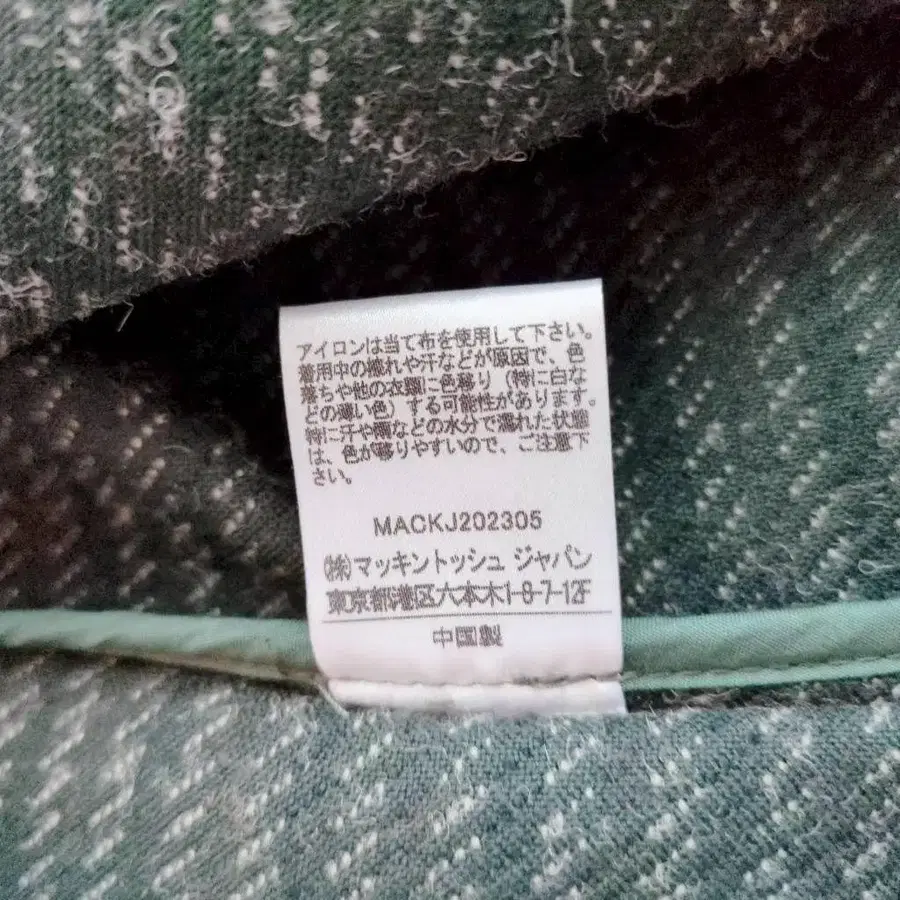 アイロンは当て布を使用して下さい。
着用中の擦れや汗などが原因で、色
落ちや他の衣類に色移り（特に白な
どの薄い色）する可能性があります。
特に汗や雨などの水分で濡れた状態
は、色が移りやすいので、ご注意下
さい。
MACKJ202305
(株)マッキントッシュ ジャパン
東京都港区六本木1-8-7-12F
中国製